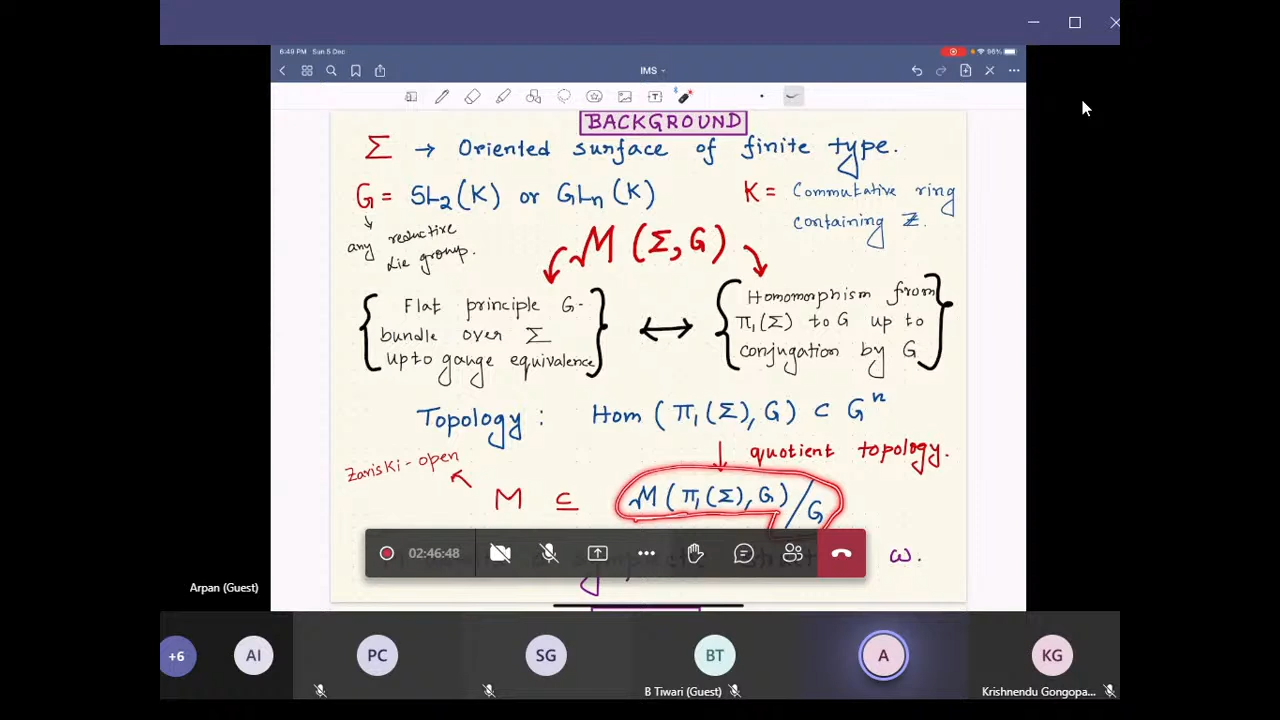 6:49 PM Sun 5 Dec
96%
IMS
BACKGROUND
Σ → Oriented surface of finite type.
G = SL₂(K) or GLₙ(K)
K = Commutative ring
containing ℤ.
any reductive
Lie group.
M (Σ, G)
{ Flat principle G-
bundle over Σ
upto gauge equivalence }
↔
{ Homomorphism from
π₁(Σ) to G up to
conjugation by G }
Topology : Hom (π₁(Σ), G) ⊂ Gⁿ
↓ quotient topology.
Zariski-open
M ⊆ M (π₁(Σ), G) / G
ω.
02:46:48
Arpan (Guest)
+6
AI
PC
SG
BT
A
KG
B Tiwari (Guest)
Krishnendu Gongopa...